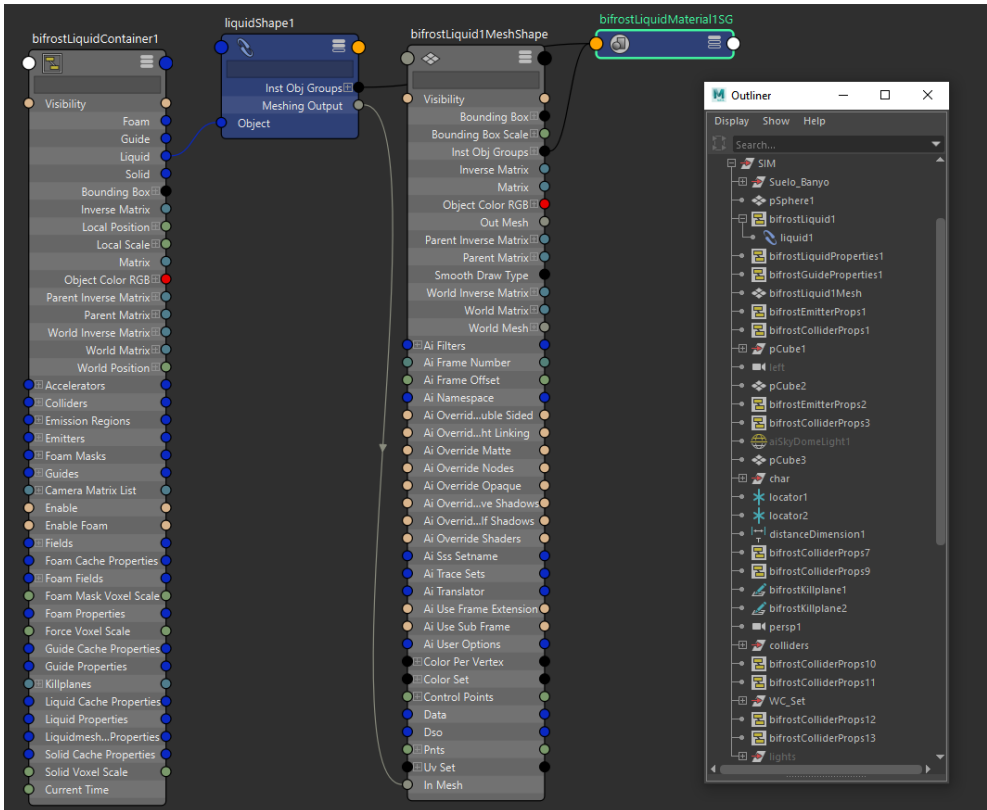 bifrostLiquidContainer1
Visibility
Foam
Guide
Liquid
Solid
Bounding Box
Inverse Matrix
Local Position
Local Scale
Matrix
Object Color RGB
Parent Inverse Matrix
Parent Matrix
World Inverse Matrix
World Matrix
World Position
Accelerators
Colliders
Emission Regions
Emitters
Foam Masks
Guides
Camera Matrix List
Enable
Enable Foam
Fields
Foam Cache Properties
Foam Fields
Foam Mask Voxel Scale
Foam Properties
Force Voxel Scale
Guide Cache Properties
Guide Properties
Killplanes
Liquid Cache Properties
Liquid Properties
Liquidmesh...Properties
Solid Cache Properties
Solid Voxel Scale
Current Time
liquidShape1
Inst Obj Groups
Meshing Output
Object
bifrostLiquid1MeshShape
Visibility
Bounding Box
Bounding Box Scale
Inst Obj Groups
Inverse Matrix
Matrix
Object Color RGB
Out Mesh
Parent Inverse Matrix
Parent Matrix
Smooth Draw Type
World Inverse Matrix
World Matrix
World Mesh
Ai Filters
Ai Frame Number
Ai Frame Offset
Ai Namespace
Ai Overrid...uble Sided
Ai Overrid...ht Linking
Ai Override Matte
Ai Override Nodes
Ai Override Opaque
Ai Overrid...ve Shadows
Ai Overrid...lf Shadows
Ai Override Shaders
Ai Sss Setname
Ai Trace Sets
Ai Translator
Ai Use Frame Extension
Ai Use Sub Frame
Ai User Options
Color Per Vertex
Color Set
Control Points
Data
Dso
Pnts
Uv Set
In Mesh
bifrostLiquidMaterial1SG
M Outliner
Display Show Help
Search...
SIM
Suelo_Banyo
pSphere1
bifrostLiquid1
liquid1
bifrostLiquidProperties1
bifrostGuideProperties1
bifrostLiquid1Mesh
bifrostEmitterProps1
bifrostColliderProps1
pCube1
left
pCube2
bifrostEmitterProps2
bifrostColliderProps3
aiSkyDomeLight1
pCube3
char
locator1
locator2
distanceDimension1
bifrostColliderProps7
bifrostColliderProps9
bifrostKillplane1
bifrostKillplane2
persp1
colliders
bifrostColliderProps10
bifrostColliderProps11
WC_Set
bifrostColliderProps12
bifrostColliderProps13
lights